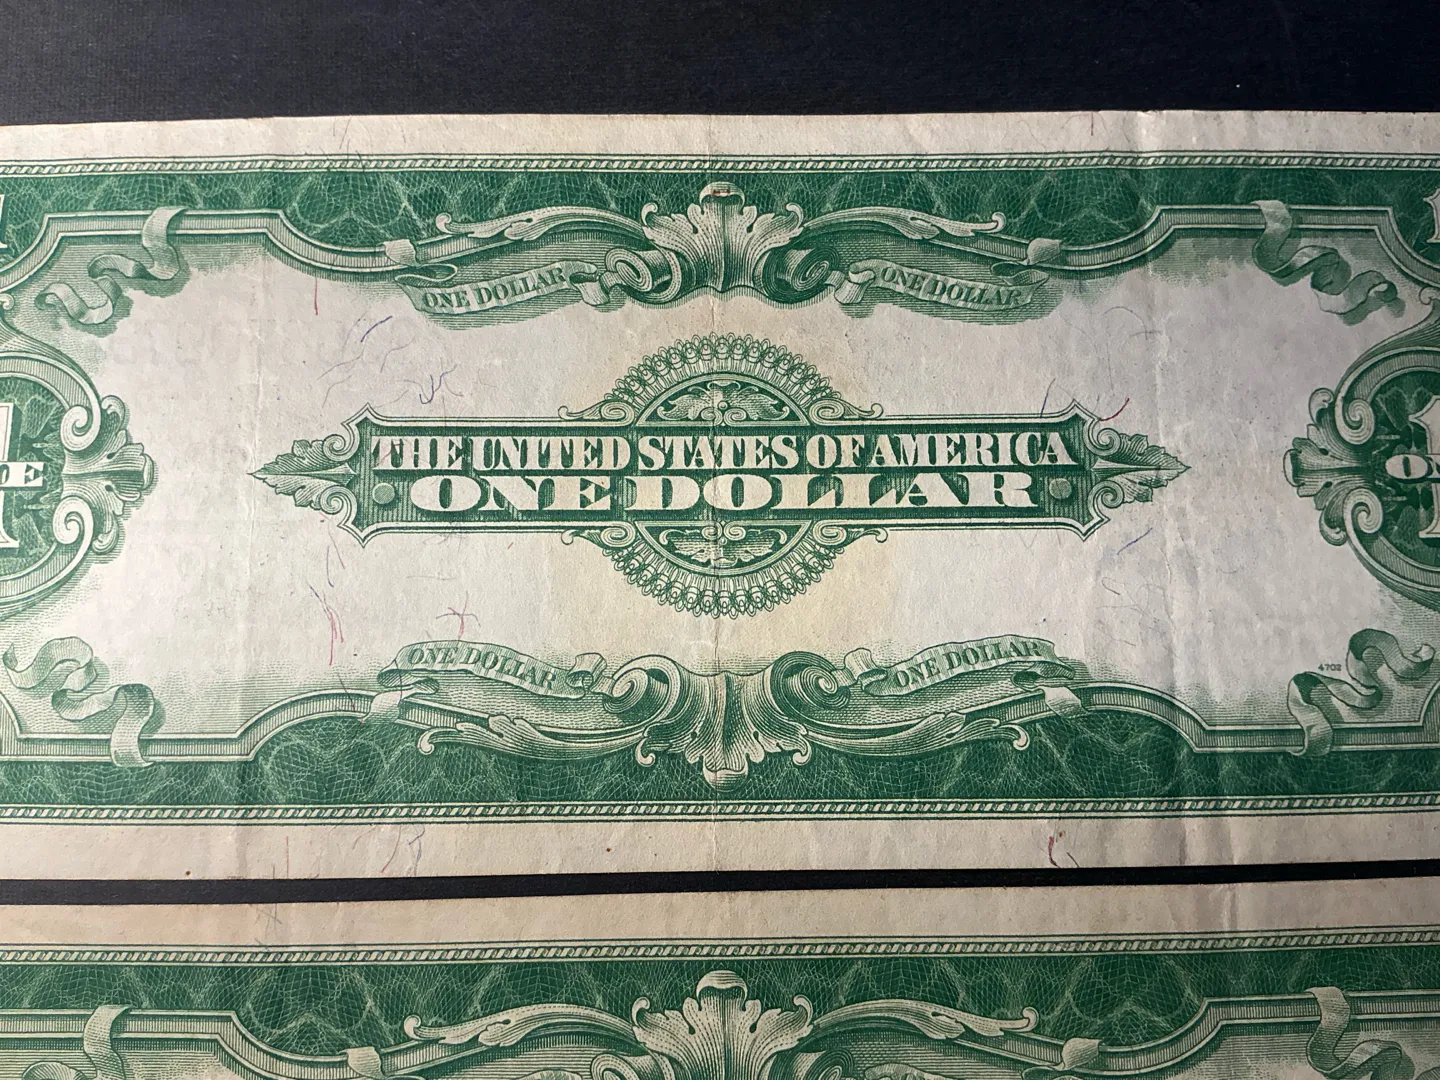 ONE DOLLAR ONE DOLLAR
THE UNITED STATES OF AMERICA
ONE DOLLAR
ONE DOLLAR ONE DOLLAR
4702